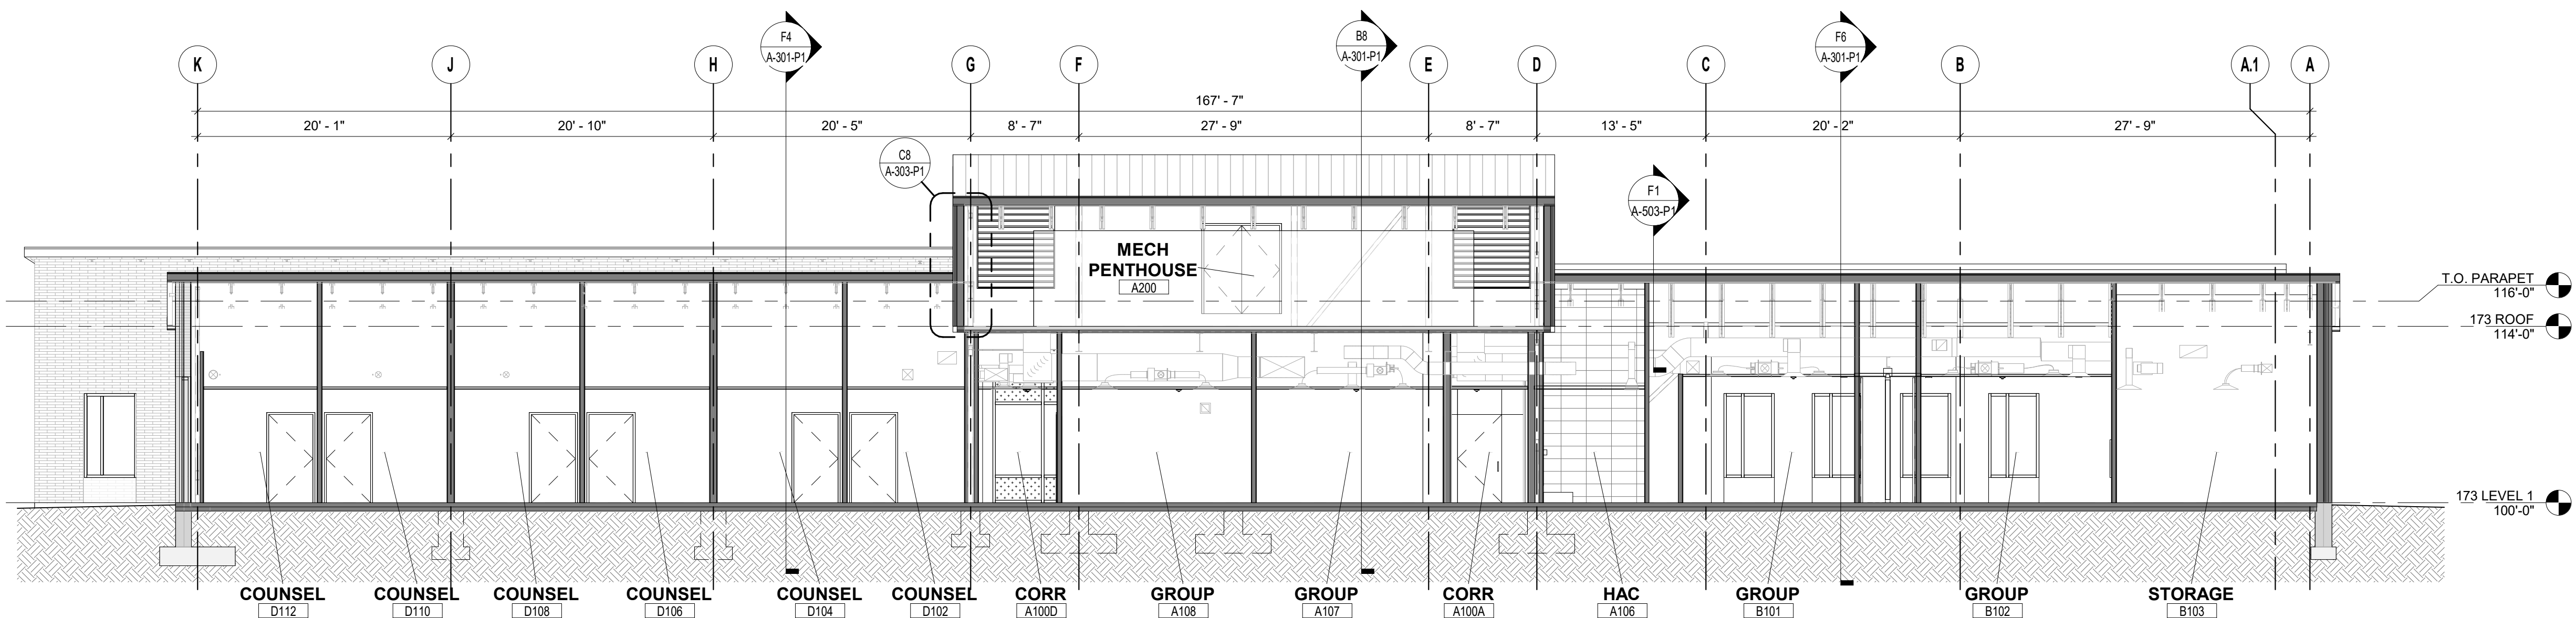 F4
A-301-P1
B8
A-301-P1
F6
A-301-P1
K
J
H
G
F
E
D
C
B
A.1
A
167' - 7"
20' - 1"
20' - 10"
20' - 5"
8' - 7"
27' - 9"
8' - 7"
13' - 5"
20' - 2"
27' - 9"
C8
A-303-P1
F1
A-503-P1
MECH
PENTHOUSE
A200
T.O. PARAPET
116'-0"
173 ROOF
114'-0"
173 LEVEL 1
100'-0"
COUNSEL
D112
COUNSEL
D110
COUNSEL
D108
COUNSEL
D106
COUNSEL
D104
COUNSEL
D102
CORR
A100D
GROUP
A108
GROUP
A107
CORR
A100A
HAC
A106
GROUP
B101
GROUP
B102
STORAGE
B103